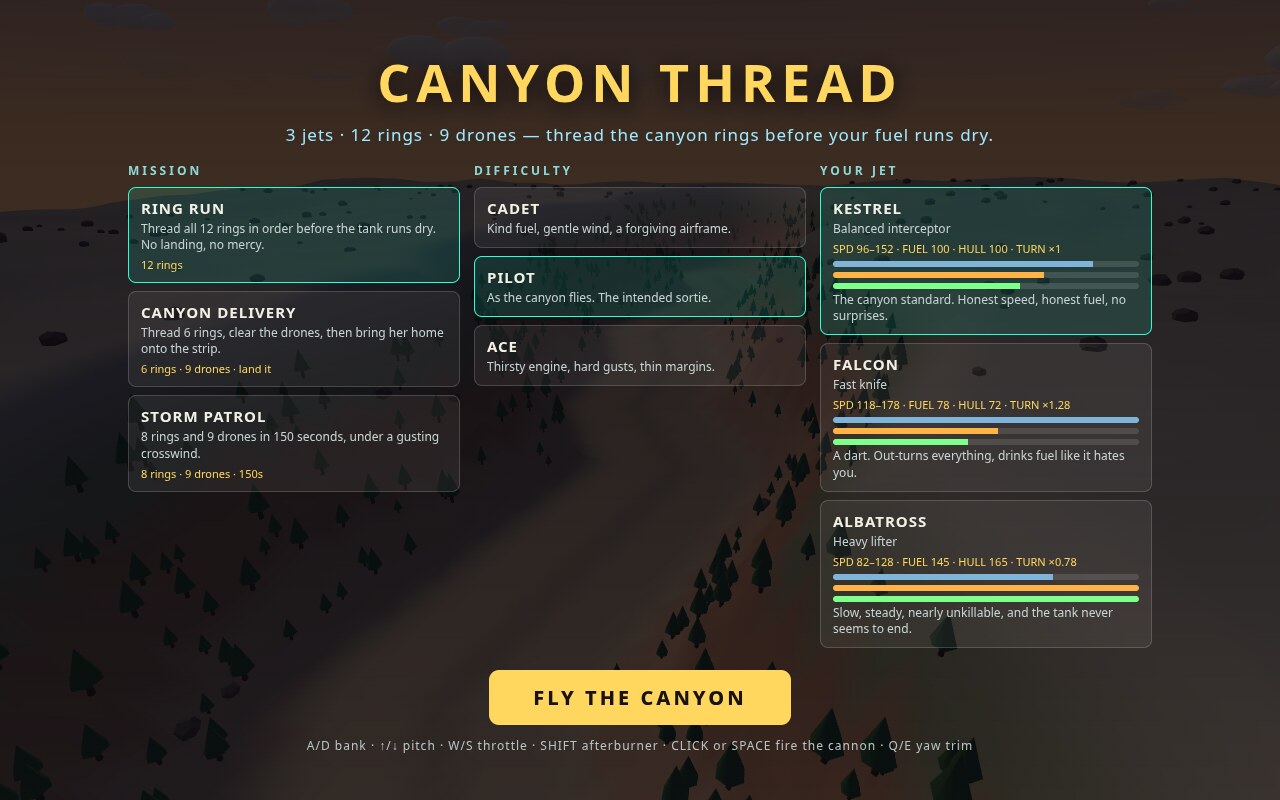 CANYON THREAD
3 jets · 12 rings · 9 drones — thread the canyon rings before your fuel runs dry.
MISSION
RING RUN
Thread all 12 rings in order before the tank runs dry.
No landing, no mercy.
12 rings
CANYON DELIVERY
Thread 6 rings, clear the drones, then bring her home
onto the strip.
6 rings · 9 drones · land it
STORM PATROL
8 rings and 9 drones in 150 seconds, under a gusting
crosswind.
8 rings · 9 drones · 150s
DIFFICULTY
CADET
Kind fuel, gentle wind, a forgiving airframe.
PILOT
As the canyon flies. The intended sortie.
ACE
Thirsty engine, hard gusts, thin margins.
YOUR JET
KESTREL
Balanced interceptor
SPD 96–152 · FUEL 100 · HULL 100 · TURN ×1
The canyon standard. Honest speed, honest fuel, no
surprises.
FALCON
Fast knife
SPD 118–178 · FUEL 78 · HULL 72 · TURN ×1.28
A dart. Out-turns everything, drinks fuel like it hates
you.
ALBATROSS
Heavy lifter
SPD 82–128 · FUEL 145 · HULL 165 · TURN ×0.78
Slow, steady, nearly unkillable, and the tank never
seems to end.
FLY THE CANYON
A/D bank · ↑/↓ pitch · W/S throttle · SHIFT afterburner · CLICK or SPACE fire the cannon · Q/E yaw trim